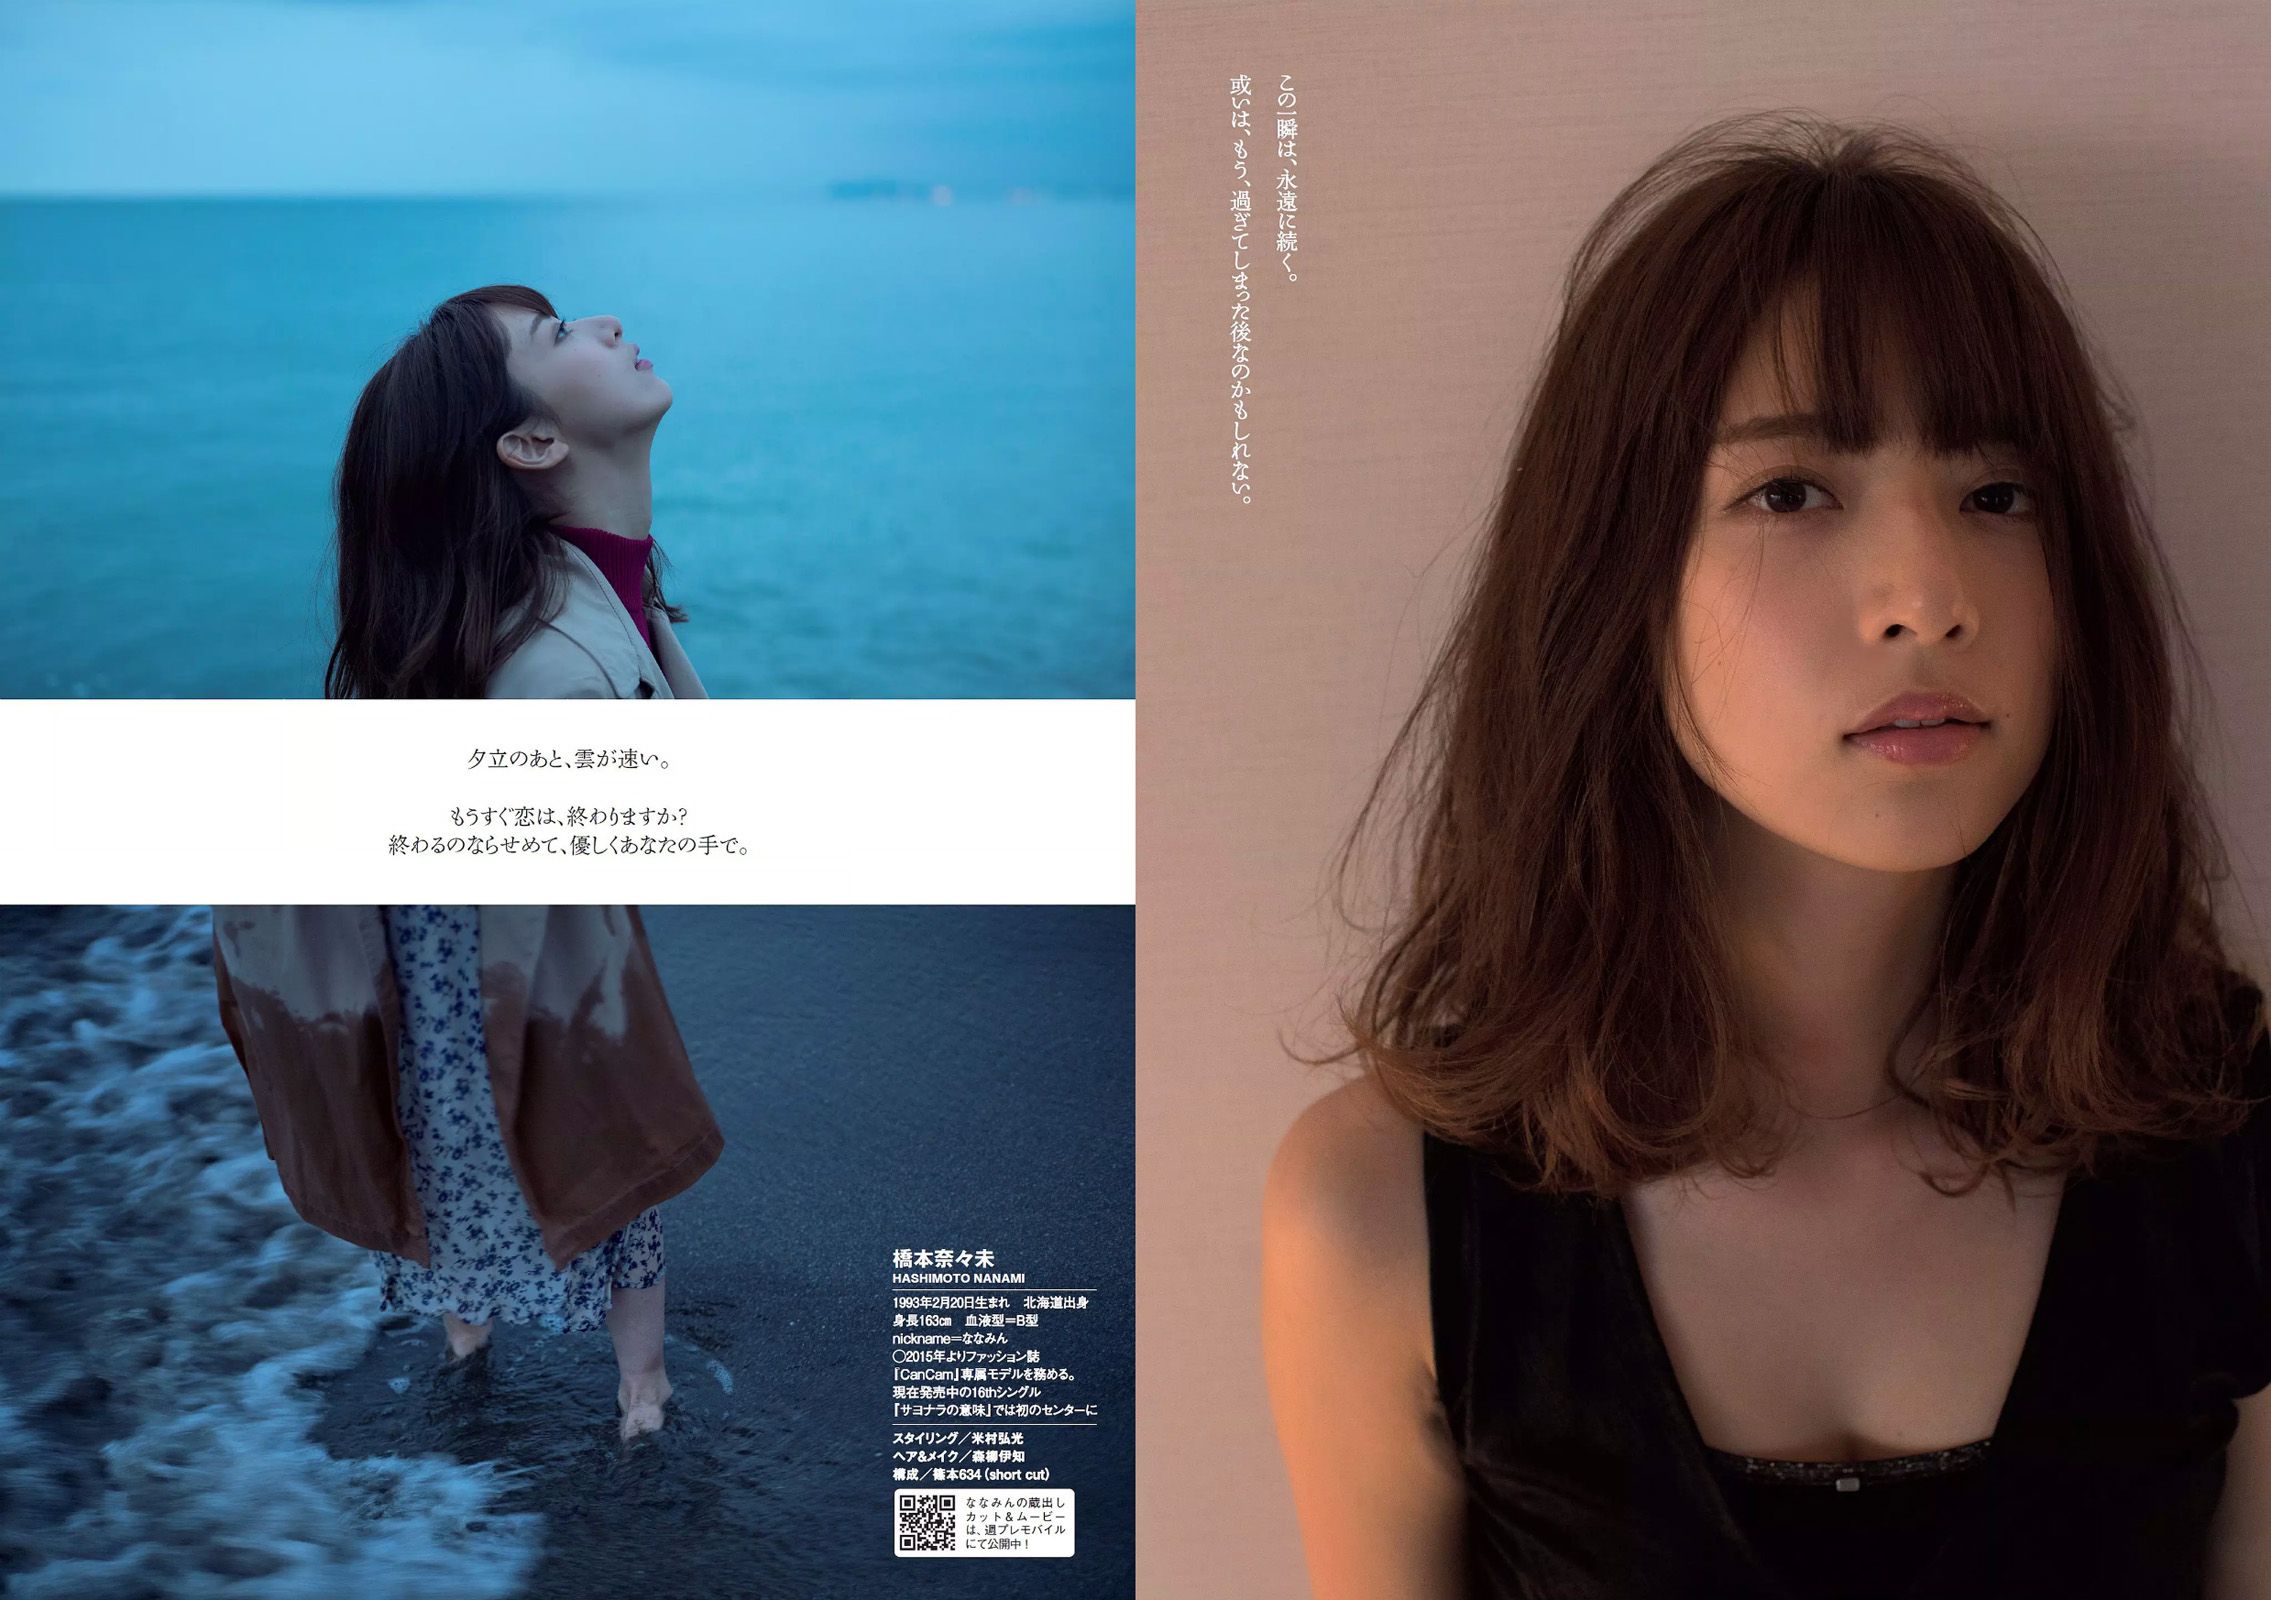 この一瞬は、永遠に続く。
或いは、もう、過ぎてしまった後なのかもしれない。
夕立のあと、雲が速い。
もうすぐ恋は、終わりますか?
終わるのならせめて、優しくあなたの手で。
橋本奈々未
HASHIMOTO NANAMI
1993年2月20日生まれ 北海道出身
身長163㎝ 血液型=B型
nickname=ななみん
○2015年よりファッション誌
『CanCam』専属モデルを務める。
現在発売中の16thシングル
『サヨナラの意味』では初のセンターに
スタイリング/米村弘光
ヘア&メイク/森柳伊知
構成/篠本634(short cut)
ななみんの蔵出し
カット&ムービー
は、週プレモバイル
にて公開中!